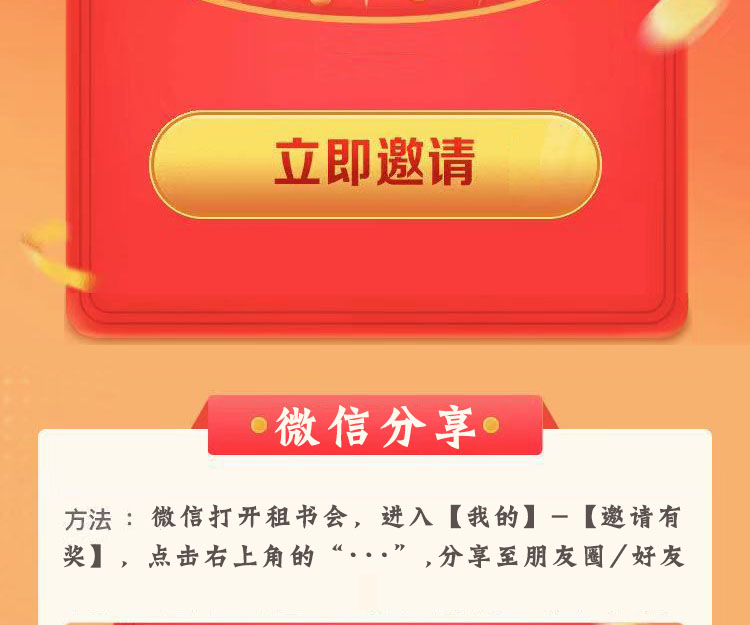 立即邀请
微信分享
方法：微信打开租书会，进入【我的】-【邀请有
奖】，点击右上角的“···”,分享至朋友圈/好友